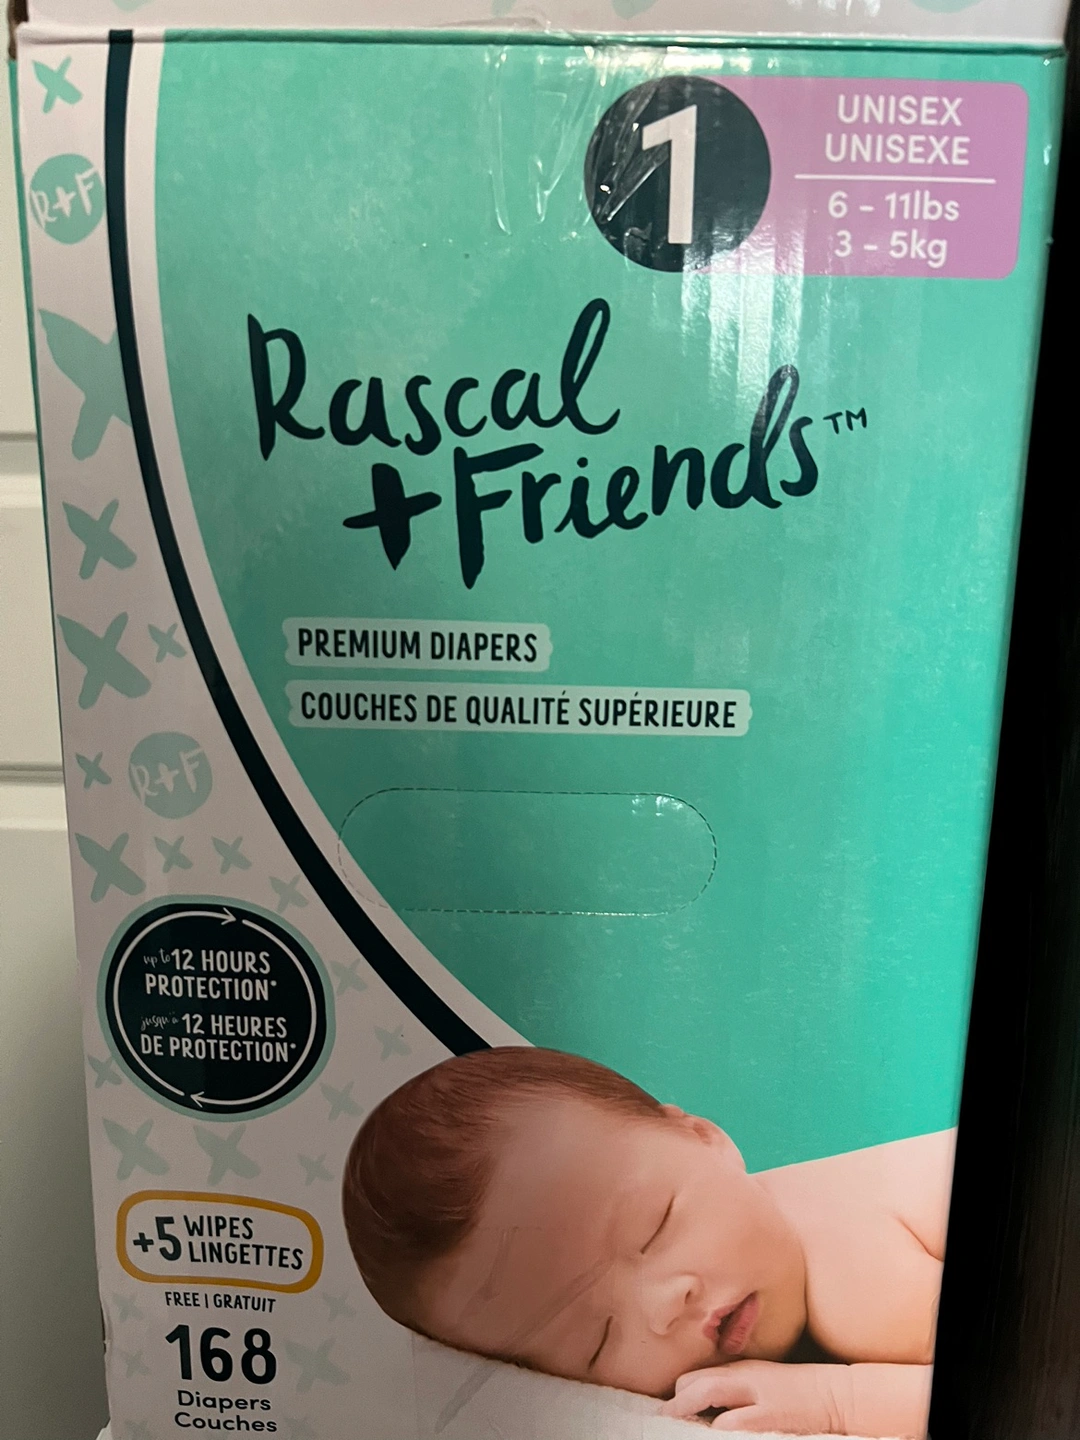 1
UNISEX
UNISEXE
6 - 11lbs
3 - 5kg
R+F
Rascal
+Friends™
PREMIUM DIAPERS
COUCHES DE QUALITÉ SUPÉRIEURE
R+F
up to 12 HOURS
PROTECTION*
jusqu'à 12 HEURES
DE PROTECTION*
+5 WIPES
LINGETTES
FREE | GRATUIT
168
Diapers
Couches